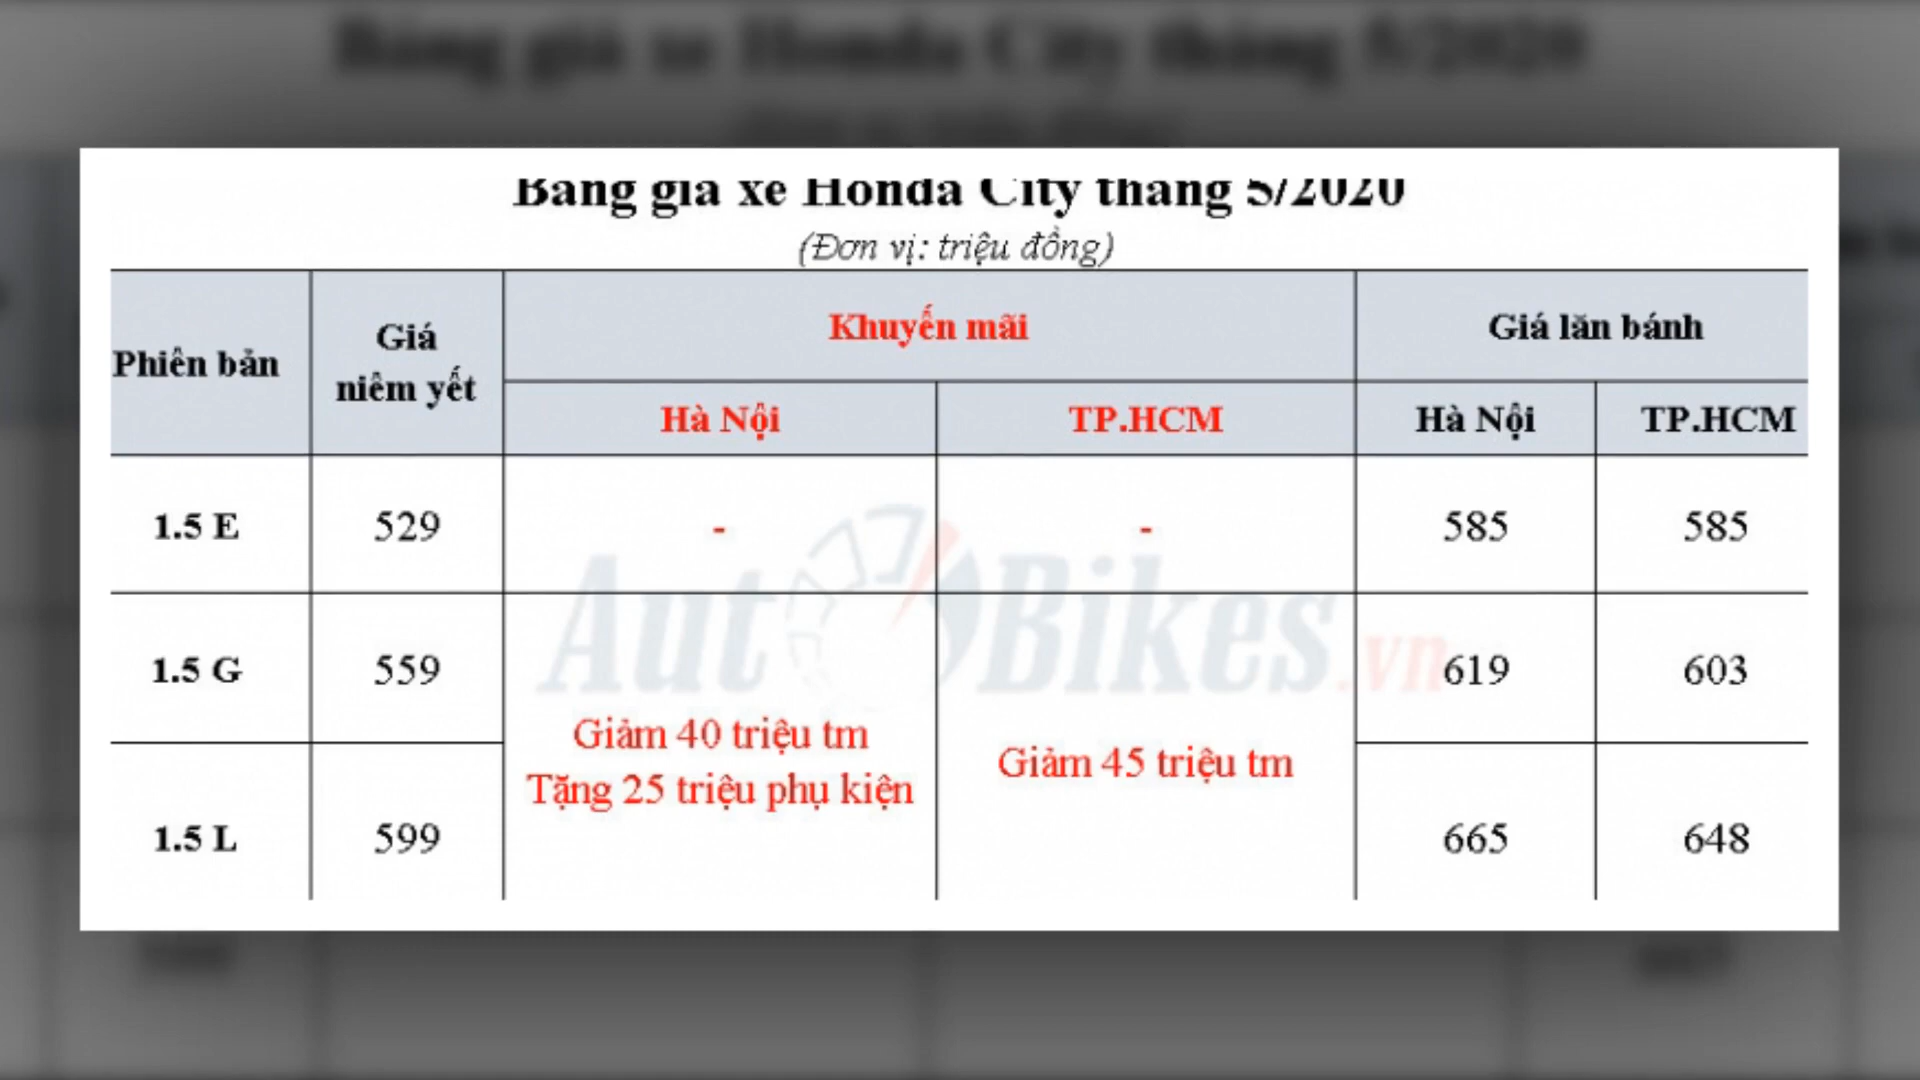 Bảng giá xe Honda City tháng 5/2020
(Đơn vị: triệu đồng)
Phiên bản
Giá
niêm yết
Khuyến mãi
Giá lăn bánh
Hà Nội
TP.HCM
Hà Nội
TP.HCM
1.5 E
529
-
-
585
585
1.5 G
559
Giảm 40 triệu tm
Tặng 25 triệu phụ kiện
Giảm 45 triệu tm
619
603
1.5 L
599
665
648
AutoBikes.vn